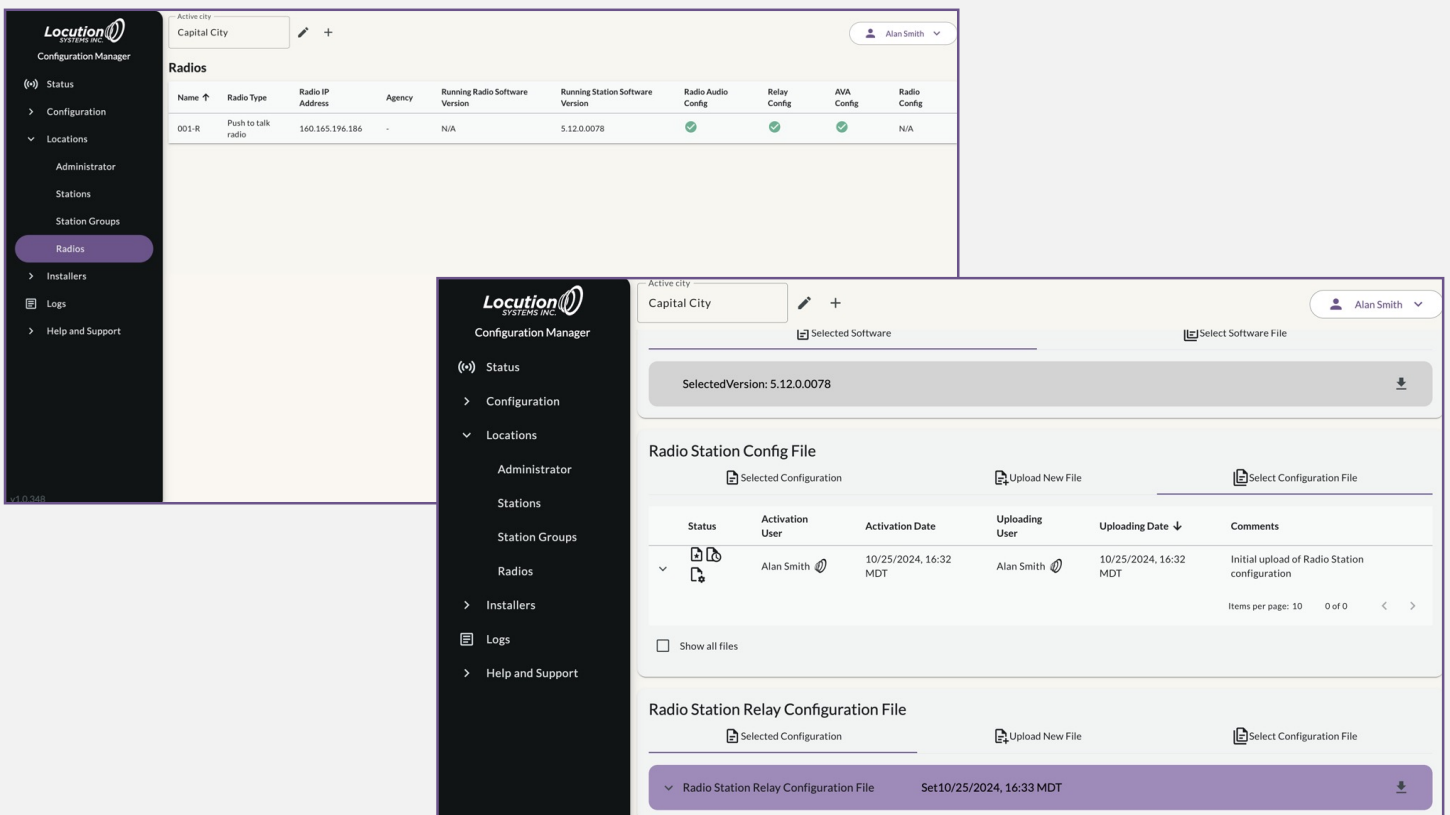 Locution
SYSTEMS INC.
Configuration Manager
Status
Configuration
Locations
Administrator
Stations
Station Groups
Radios
Installers
Logs
Help and Support
v1.0.348
Active city
Capital City
Alan Smith
Radios
Name Radio Type Radio IP Address Agency Running Radio Software Version Running Station Software Version Radio Audio Config Relay Config AVA Config Radio Config
001-R Push to talk radio 160.165.196.186 - N/A 5.12.0.0078 N/A
Locution
SYSTEMS INC.
Configuration Manager
Status
Configuration
Locations
Administrator
Stations
Station Groups
Radios
Installers
Logs
Help and Support
Active city
Capital City
Alan Smith
Selected Software Select Software File
SelectedVersion: 5.12.0.0078
Radio Station Config File
Selected Configuration Upload New File Select Configuration File
Status Activation User Activation Date Uploading User Uploading Date Comments
Alan Smith 10/25/2024, 16:32 MDT Alan Smith 10/25/2024, 16:32 MDT Initial upload of Radio Station configuration
Items per page: 10 0 of 0
Show all files
Radio Station Relay Configuration File
Selected Configuration Upload New File Select Configuration File
Radio Station Relay Configuration File Set10/25/2024, 16:33 MDT